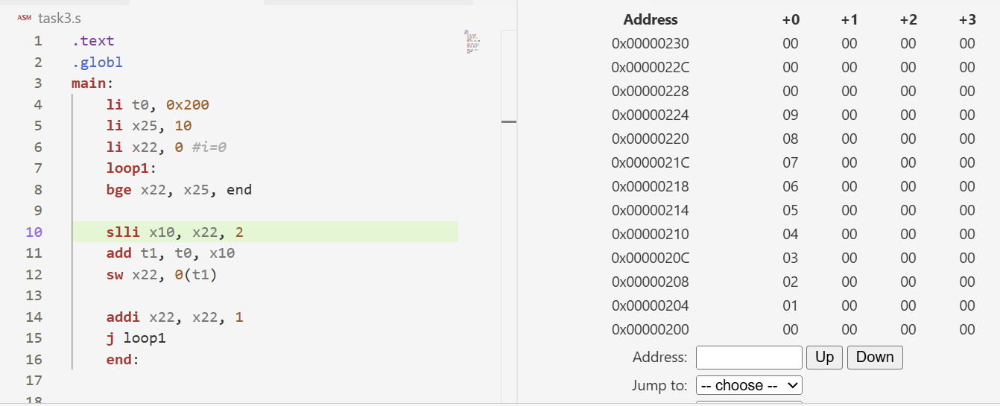 ASM task3.s
1 .text
2 .globl
3 main:
4 li t0, 0x200
5 li x25, 10
6 li x22, 0 #i=0
7 loop1:
8 bge x22, x25, end
9
10 slli x10, x22, 2
11 add t1, t0, x10
12 sw x22, 0(t1)
13
14 addi x22, x22, 1
15 j loop1
16 end:
17
18
Address +0 +1 +2 +3
0x00000230 00 00 00 00
0x0000022C 00 00 00 00
0x00000228 00 00 00 00
0x00000224 09 00 00 00
0x00000220 08 00 00 00
0x0000021C 07 00 00 00
0x00000218 06 00 00 00
0x00000214 05 00 00 00
0x00000210 04 00 00 00
0x0000020C 03 00 00 00
0x00000208 02 00 00 00
0x00000204 01 00 00 00
0x00000200 00 00 00 00
Address: Up Down
Jump to: -- choose --